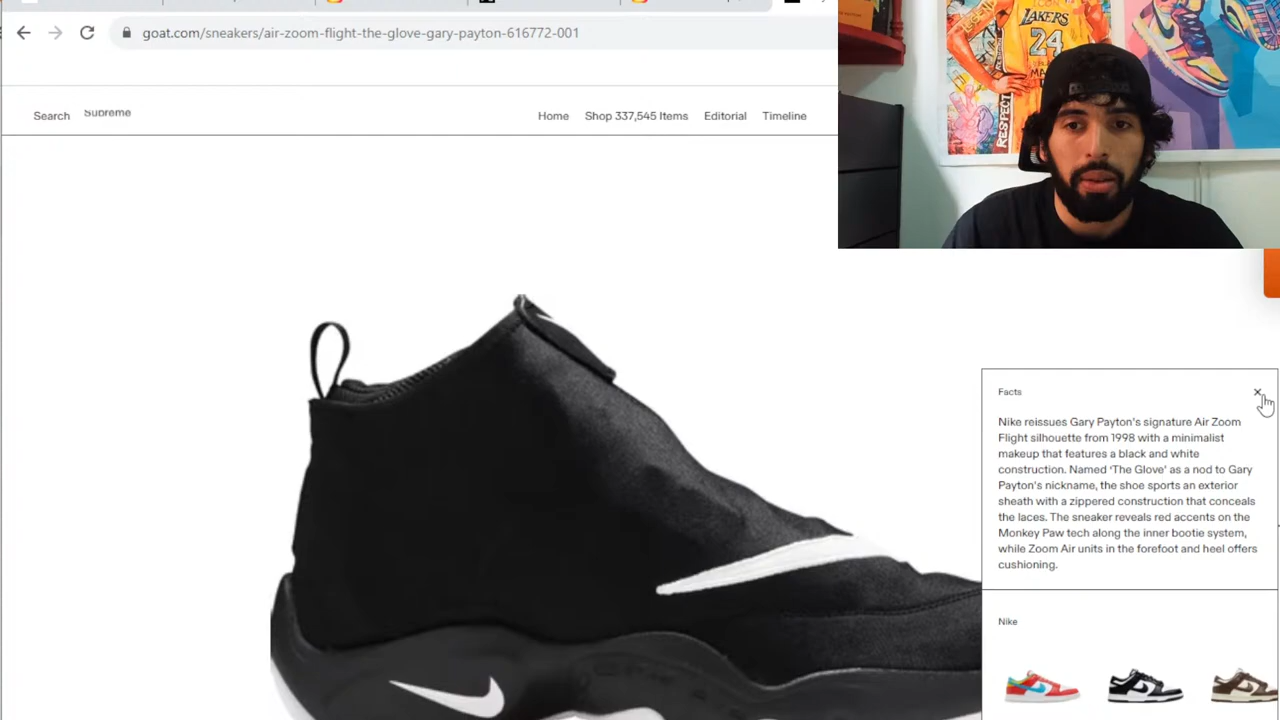 goat.com/sneakers/air-zoom-flight-the-glove-gary-payton-616772-001
Search Supreme Home Shop 337,545 Items Editorial Timeline
ICON
LAKERS
24
RESPECT
Facts
Nike reissues Gary Payton's signature Air Zoom
Flight silhouette from 1998 with a minimalist
makeup that features a black and white
construction. Named 'The Glove' as a nod to Gary
Payton's nickname, the shoe sports an exterior
sheath with a zippered construction that conceals
the laces. The sneaker reveals red accents on the
Monkey Paw tech along the inner bootie system,
while Zoom Air units in the forefoot and heel offers
cushioning.
Nike